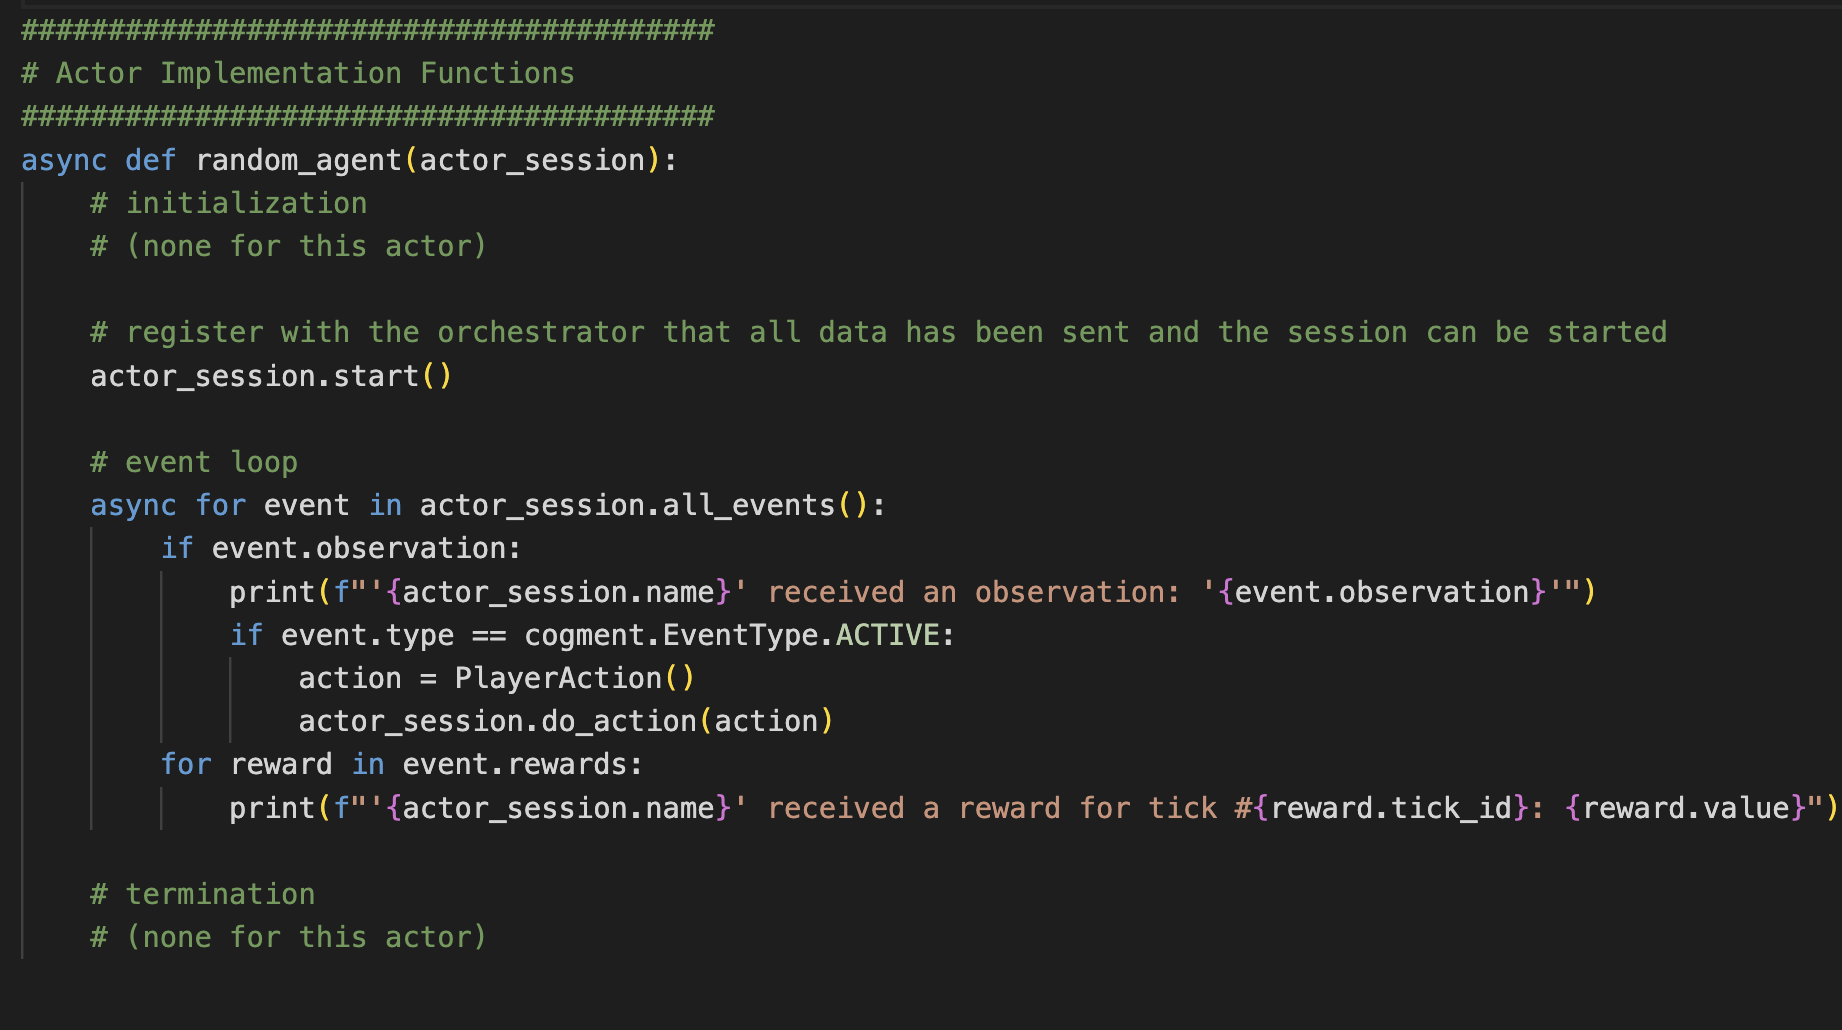 ########################################
# Actor Implementation Functions
########################################
async def random_agent(actor_session):
    # initialization
    # (none for this actor)

    # register with the orchestrator that all data has been sent and the session can be started
    actor_session.start()

    # event loop
    async for event in actor_session.all_events():
        if event.observation:
            print(f"'{actor_session.name}' received an observation: '{event.observation}'")
            if event.type == cogment.EventType.ACTIVE:
                action = PlayerAction()
                actor_session.do_action(action)
        for reward in event.rewards:
            print(f"'{actor_session.name}' received a reward for tick #{reward.tick_id}: {reward.value}")

    # termination
    # (none for this actor)